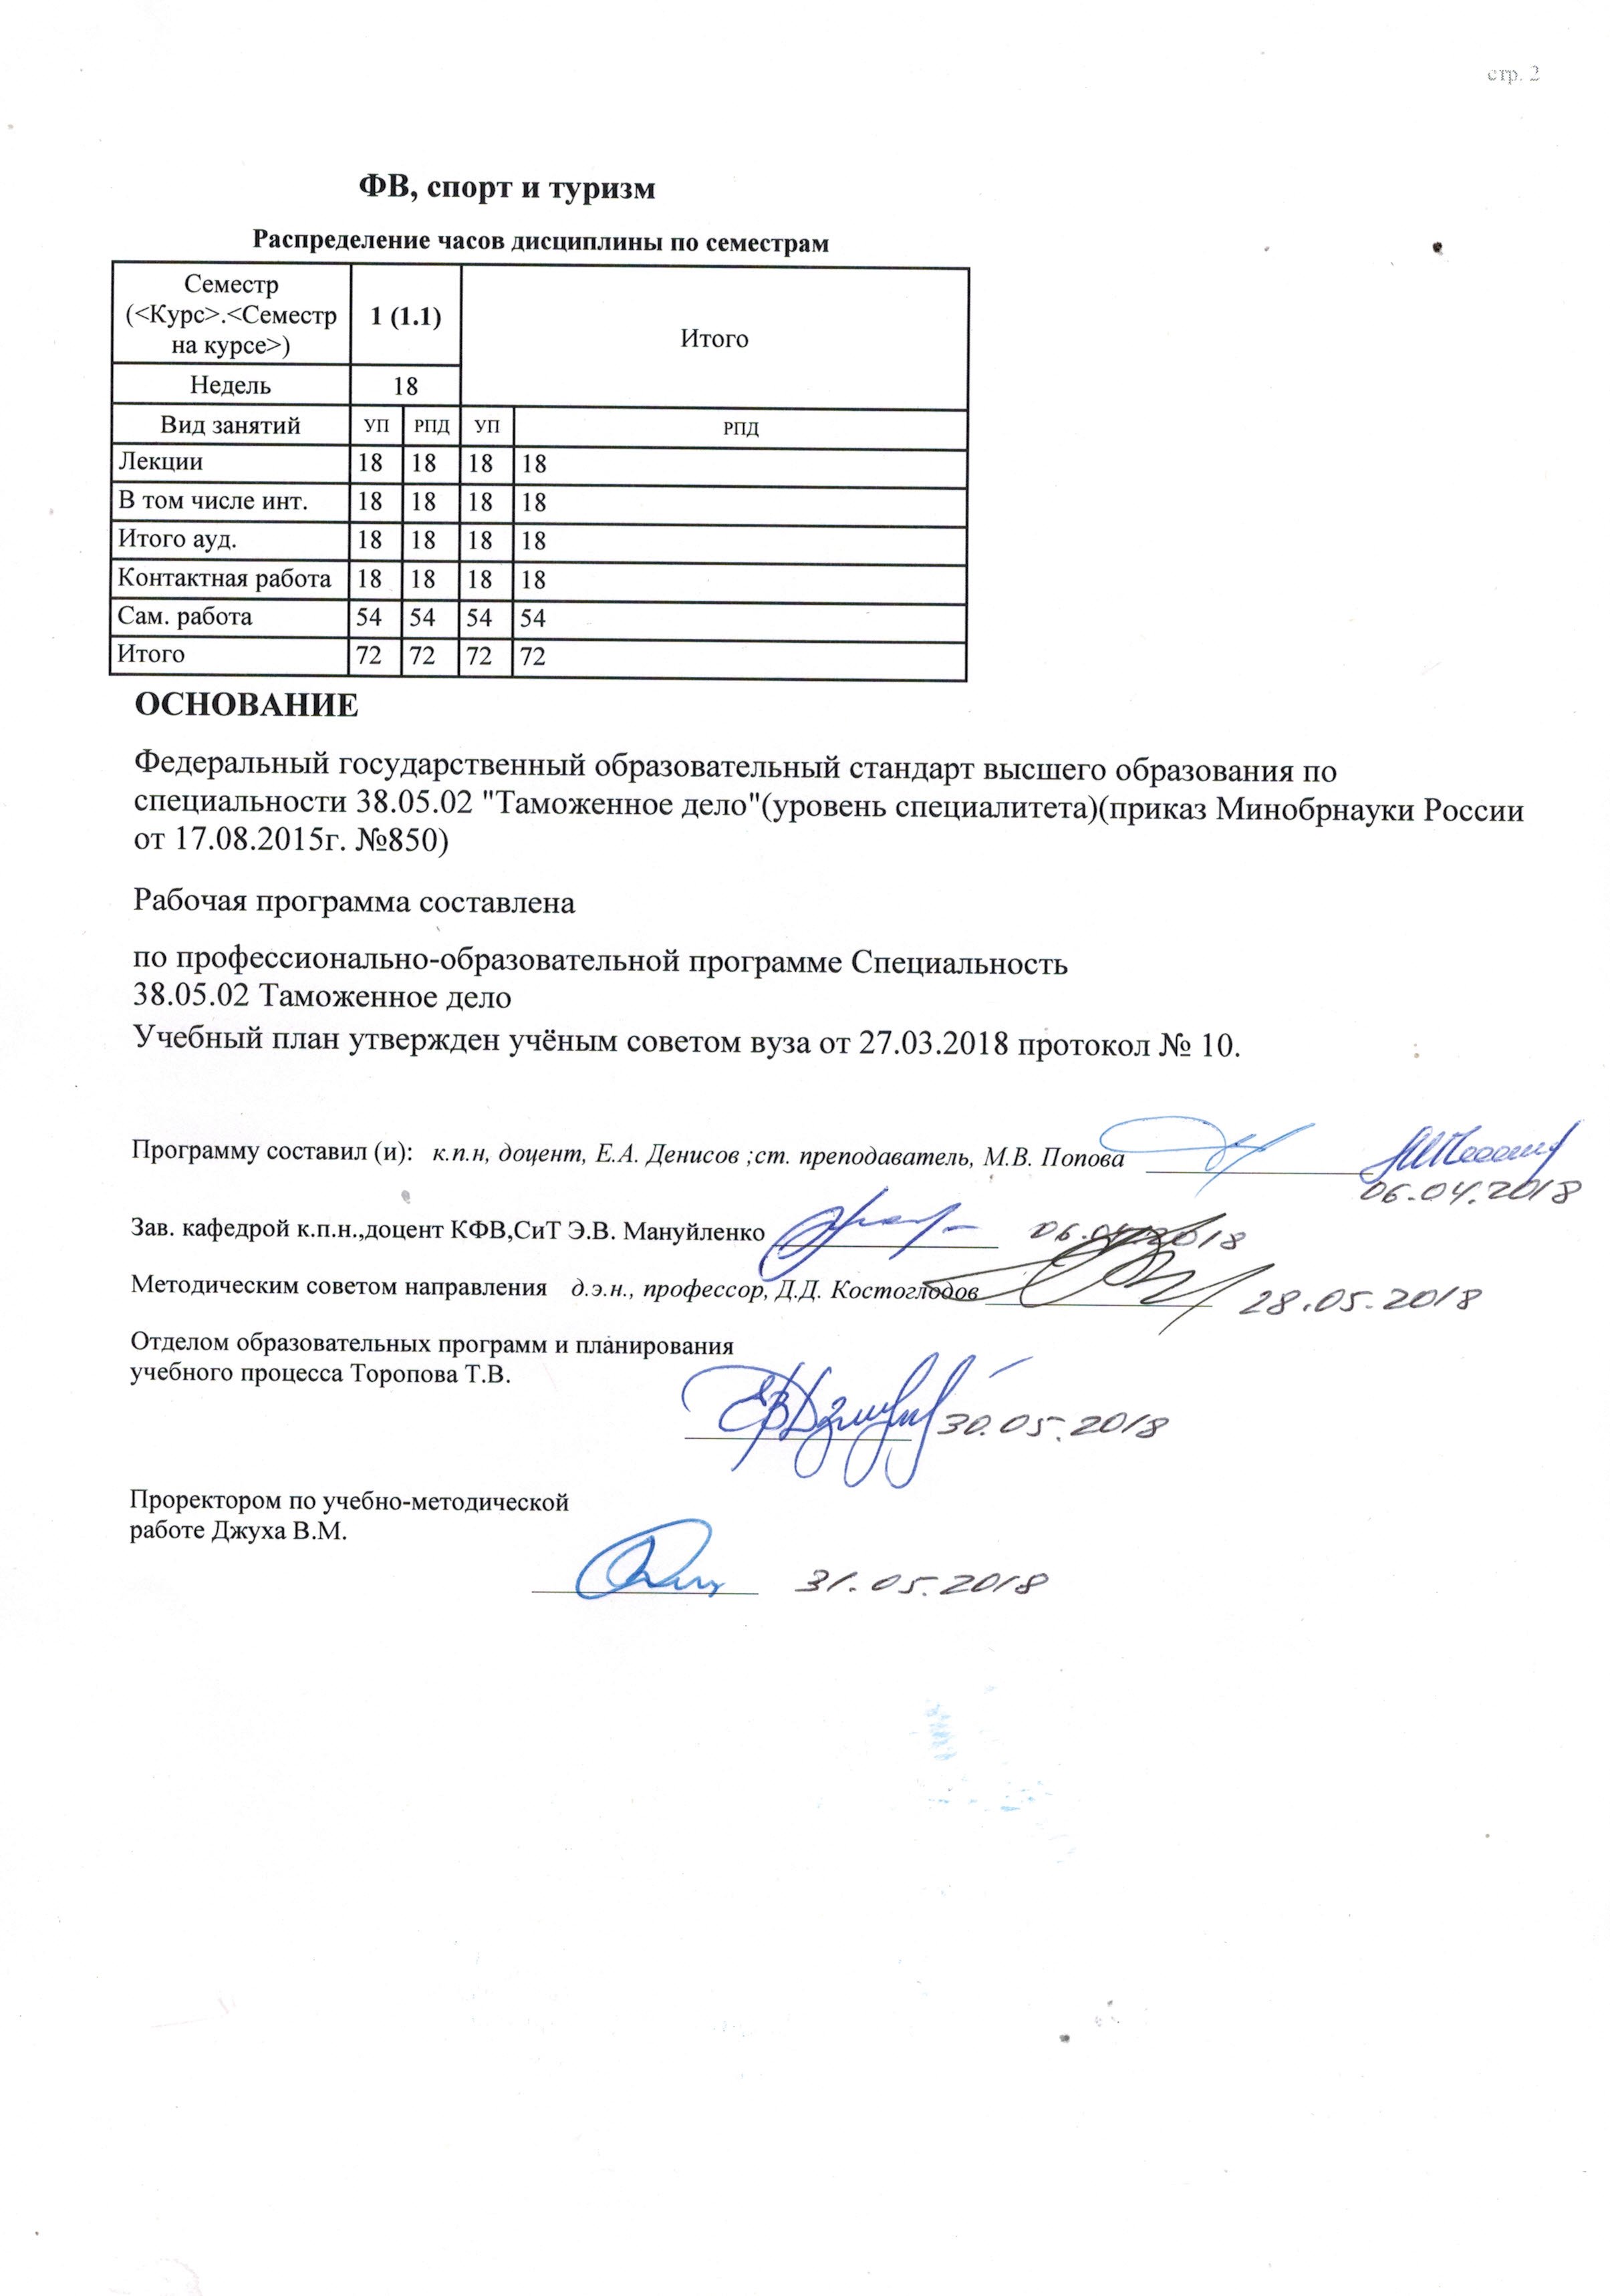 стр. 2
ФВ, спорт и туризм
Распределение часов дисциплины по семестрам
Семестр
(<Курс>.<Семестр
на курсе>)
1 (1.1)
Итого
Недель 18
Вид занятий УП РПД УП РПД
Лекции 18 18 18 18
В том числе инт. 18 18 18 18
Итого ауд. 18 18 18 18
Контактная работа 18 18 18 18
Сам. работа 54 54 54 54
Итого 72 72 72 72
ОСНОВАНИЕ
Федеральный государственный образовательный стандарт высшего образования по
специальности 38.05.02 "Таможенное дело"(уровень специалитета)(приказ Минобрнауки России
от 17.08.2015г. №850)
Рабочая программа составлена
по профессионально-образовательной программе Специальность
38.05.02 Таможенное дело
Учебный план утвержден учёным советом вуза от 27.03.2018 протокол № 10.
Программу составил (и): к.п.н, доцент, Е.А. Денисов ;ст. преподаватель, М.В. Попова
06.04.2018
Зав. кафедрой к.п.н.,доцент КФВ,СиТ Э.В. Мануйленко 06.04.2018
Методическим советом направления д.э.н., профессор, Д.Д. Костоглодов 28.05.2018
Отделом образовательных программ и планирования
учебного процесса Торопова Т.В.
30.05.2018
Проректором по учебно-методической
работе Джуха В.М.
31.05.2018